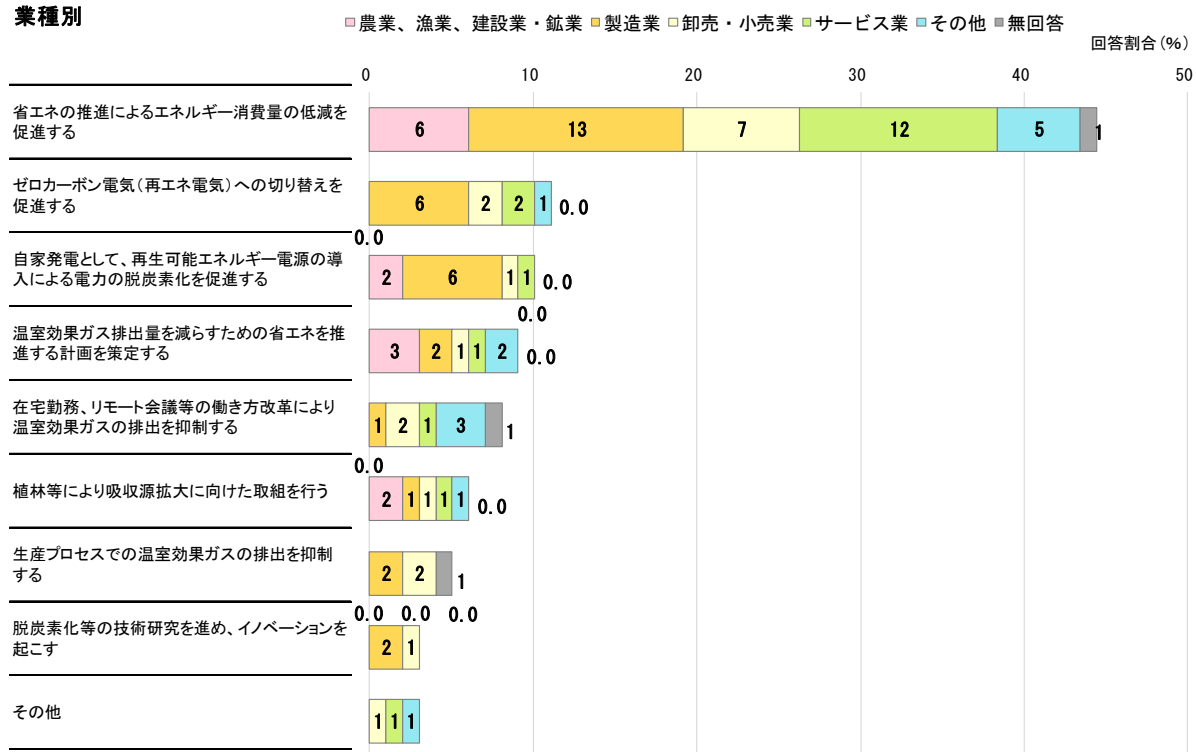 業種別
農業、漁業、建設業・鉱業 製造業 卸売・小売業 サービス業 その他 無回答
回答割合(%)
0 10 20 30 40 50
省エネの推進によるエネルギー消費量の低減を
促進する
6 13 7 12 5 1
ゼロカーボン電気(再エネ電気)への切り替えを
促進する
6 2 2 1 0.0
0.0
自家発電として、再生可能エネルギー電源の導
入による電力の脱炭素化を促進する
2 6 1 1 0.0
0.0
温室効果ガス排出量を減らすための省エネを推
進する計画を策定する
3 2 1 1 2 0.0
在宅勤務、リモート会議等の働き方改革により
温室効果ガスの排出を抑制する
1 2 1 3 1
0.0
植林等により吸収源拡大に向けた取組を行う
2 1 1 1 1 0.0
生産プロセスでの温室効果ガスの排出を抑制
する
2 2 1
0.0 0.0 0.0
脱炭素化等の技術研究を進め、イノベーションを
起こす
2 1
その他
1 1 1